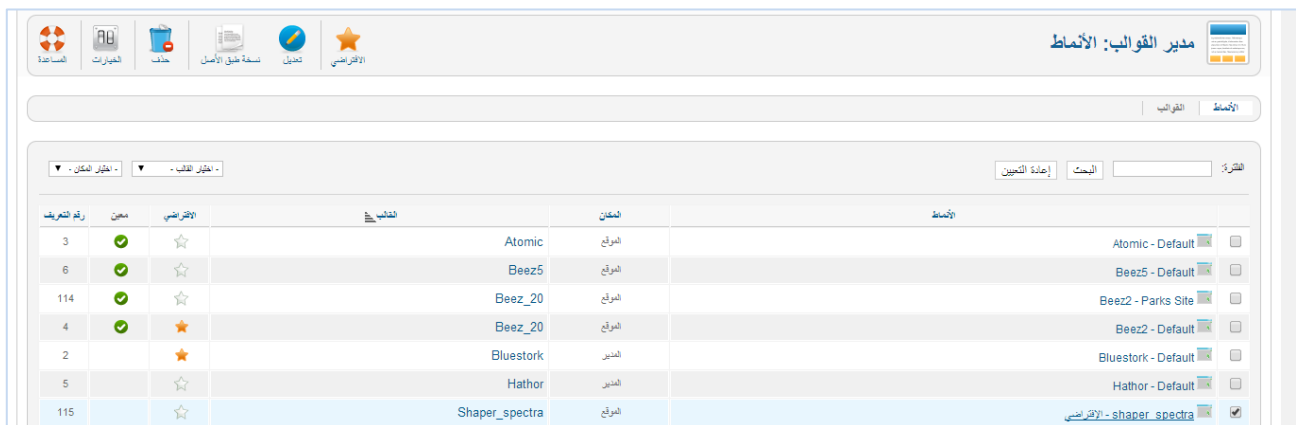 مدير القوالب: الأنماط
الافتراضي تعديل نسخة طبق الأصل حذف الخيارات المساعدة
الأنماط القوالب
الفلترة: البحث إعادة التعيين - اختيار القالب - - اختيار المكان -
الأنماط المكان القالب الافتراضي معين رقم التعريف
Atomic - Default الموقع Atomic 3
Beez5 - Default الموقع Beez5 6
Beez2 - Parks Site الموقع Beez_20 114
Beez2 - Default الموقع Beez_20 4
Bluestork - Default المدير Bluestork 2
Hathor - Default المدير Hathor 5
shaper_spectra - الإفتراضي الموقع Shaper_spectra 115